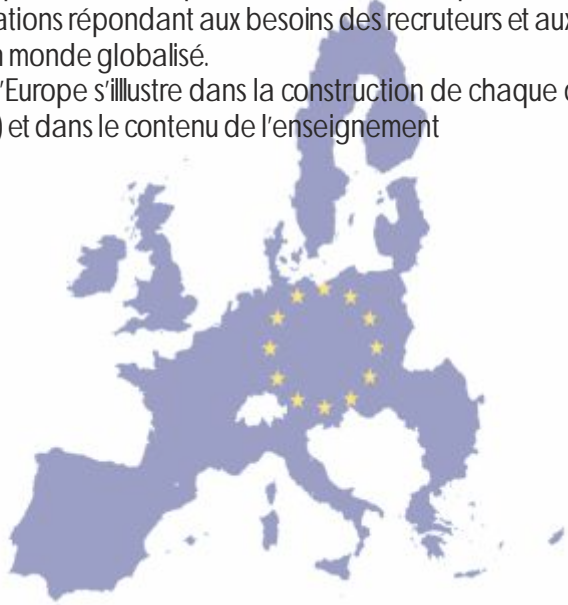 ations répondant aux besoins des recruteurs et aux
monde globalisé.
'Europe s'illlustre dans la construction de chaque
) et dans le contenu de l'enseignement